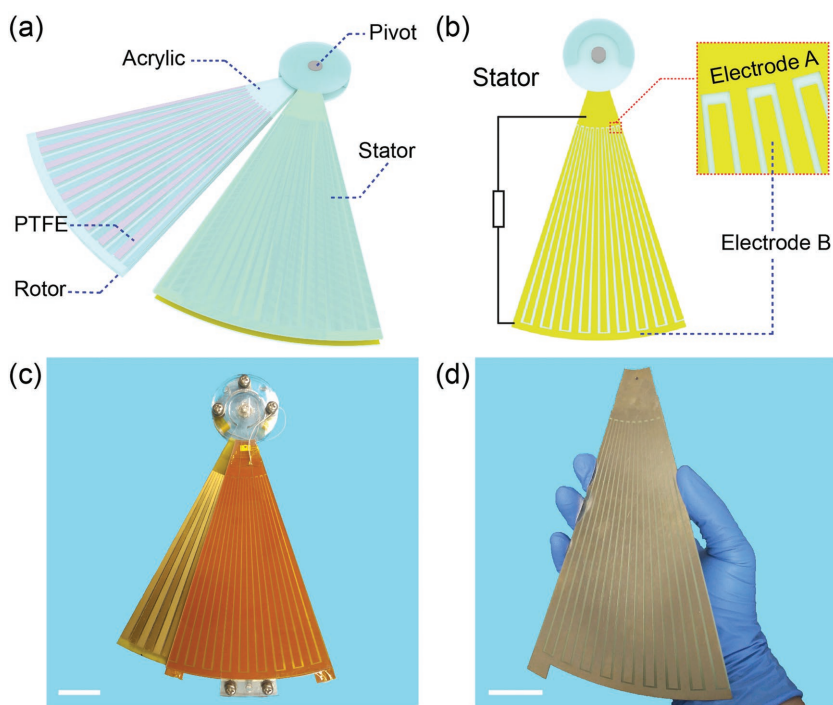 (a)
Pivot
Acrylic
Stator
PTFE
Rotor
(b)
Stator
Electrode A
Electrode B
(c)
(d)